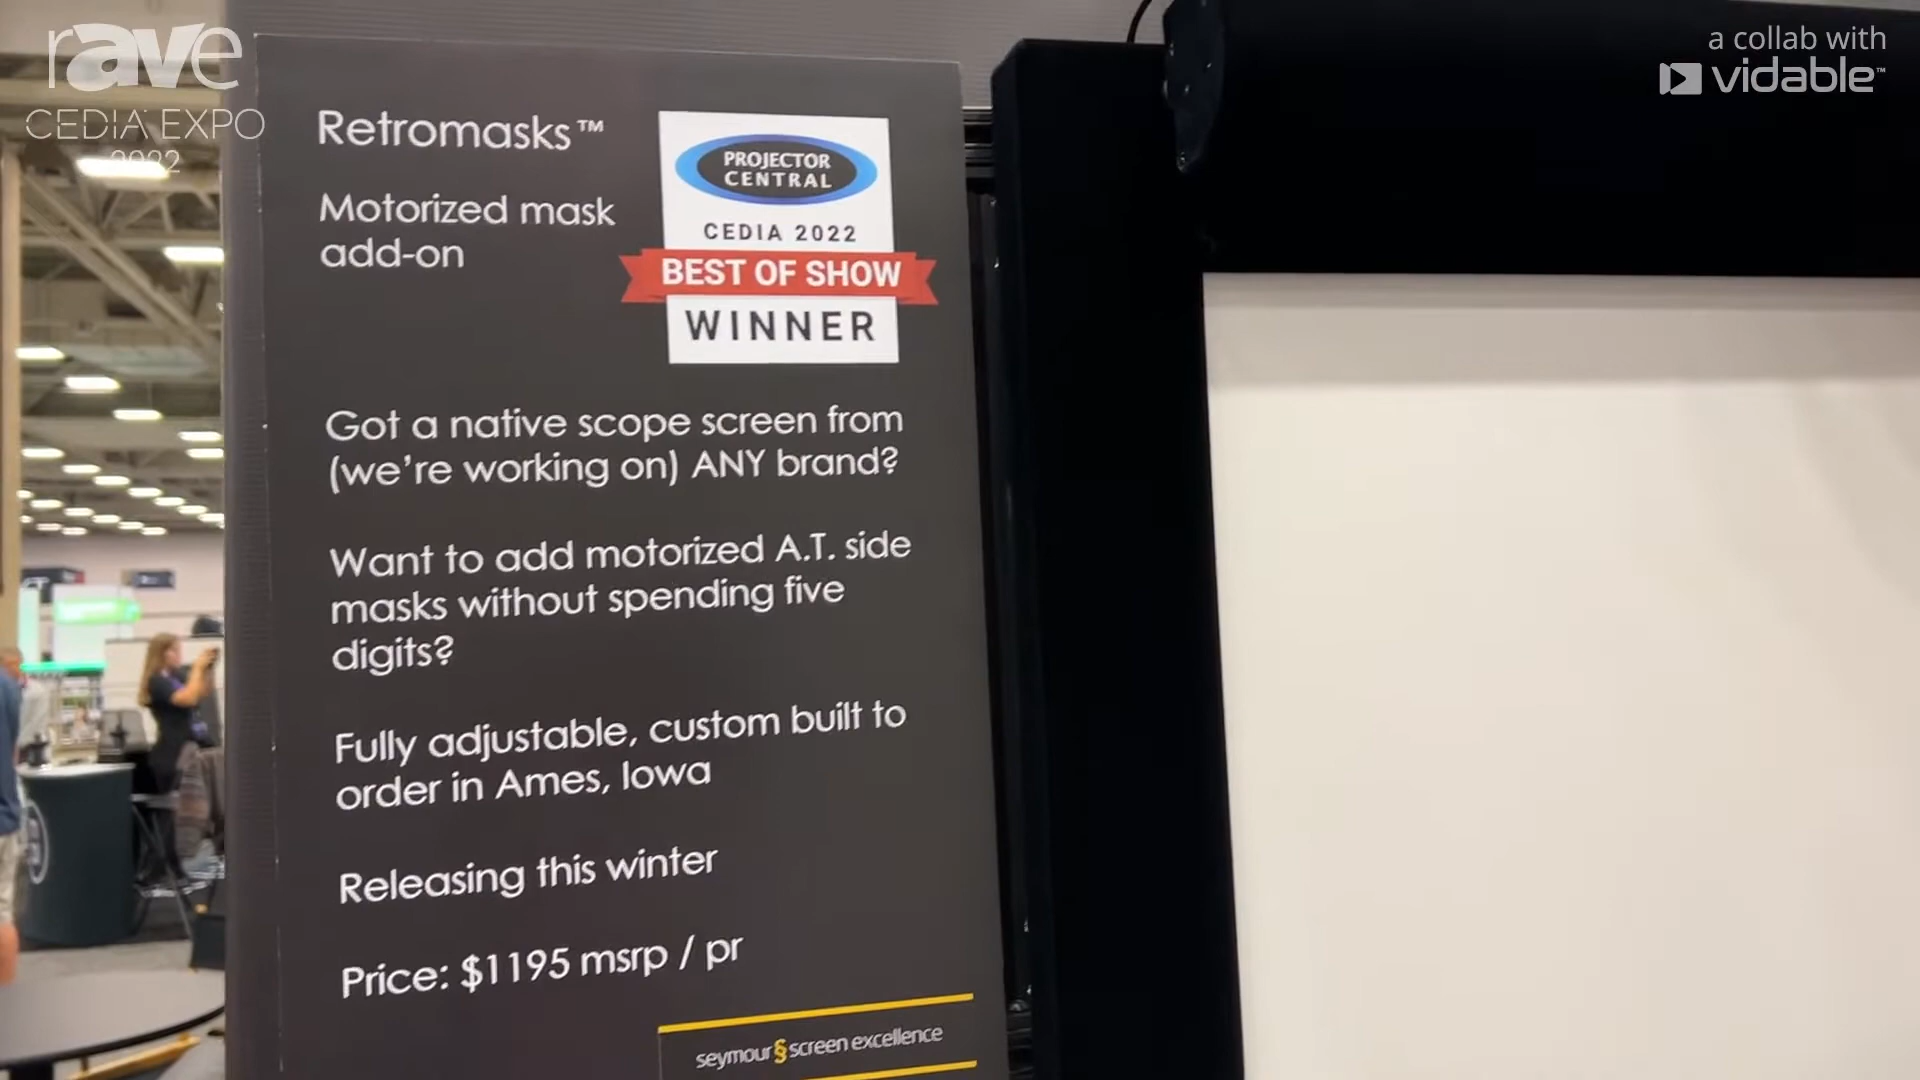 rave
CEDIA EXPO
2022
a collab with
vidable™
Retromasks™
Motorized mask
add-on
PROJECTOR
CENTRAL
CEDIA 2022
BEST OF SHOW
WINNER
Got a native scope screen from
(we're working on) ANY brand?
Want to add motorized A.T. side
masks without spending five
digits?
Fully adjustable, custom built to
order in Ames, Iowa
Releasing this winter
Price: $1195 msrp / pr
seymour § screen excellence